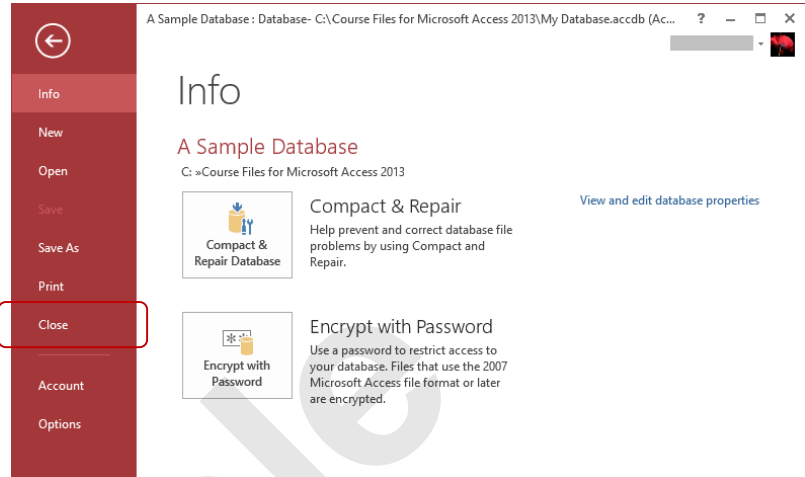 A Sample Database : Database- C:\Course Files for Microsoft Access 2013\My Database.accdb (Ac...
?
Info
New
Open
Save
Save As
Print
Close
Account
Options
Info
A Sample Database
C: »Course Files for Microsoft Access 2013
Compact &
Repair Database
Compact & Repair
Help prevent and correct database file
problems by using Compact and
Repair.
View and edit database properties
**
Encrypt with
Password
Encrypt with Password
Use a password to restrict access to
your database. Files that use the 2007
Microsoft Access file format or later
are encrypted.